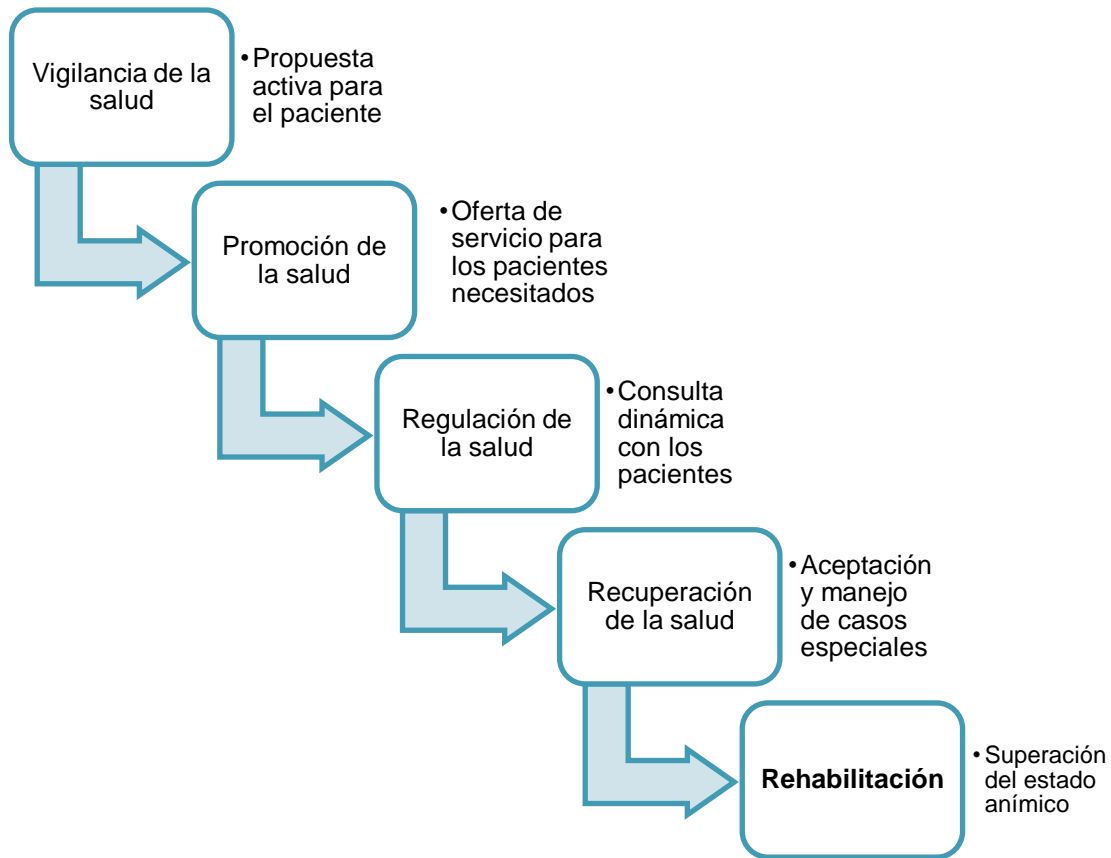 Vigilancia de la
salud
•Propuesta
activa para
el paciente
Promoción de
la salud
•Oferta de
servicio para
los pacientes
necesitados
Regulación de
la salud
•Consulta
dinámica
con los
pacientes
Recuperación
de la salud
•Aceptación
y manejo
de casos
especiales
Rehabilitación
•Superación
del estado
anímico